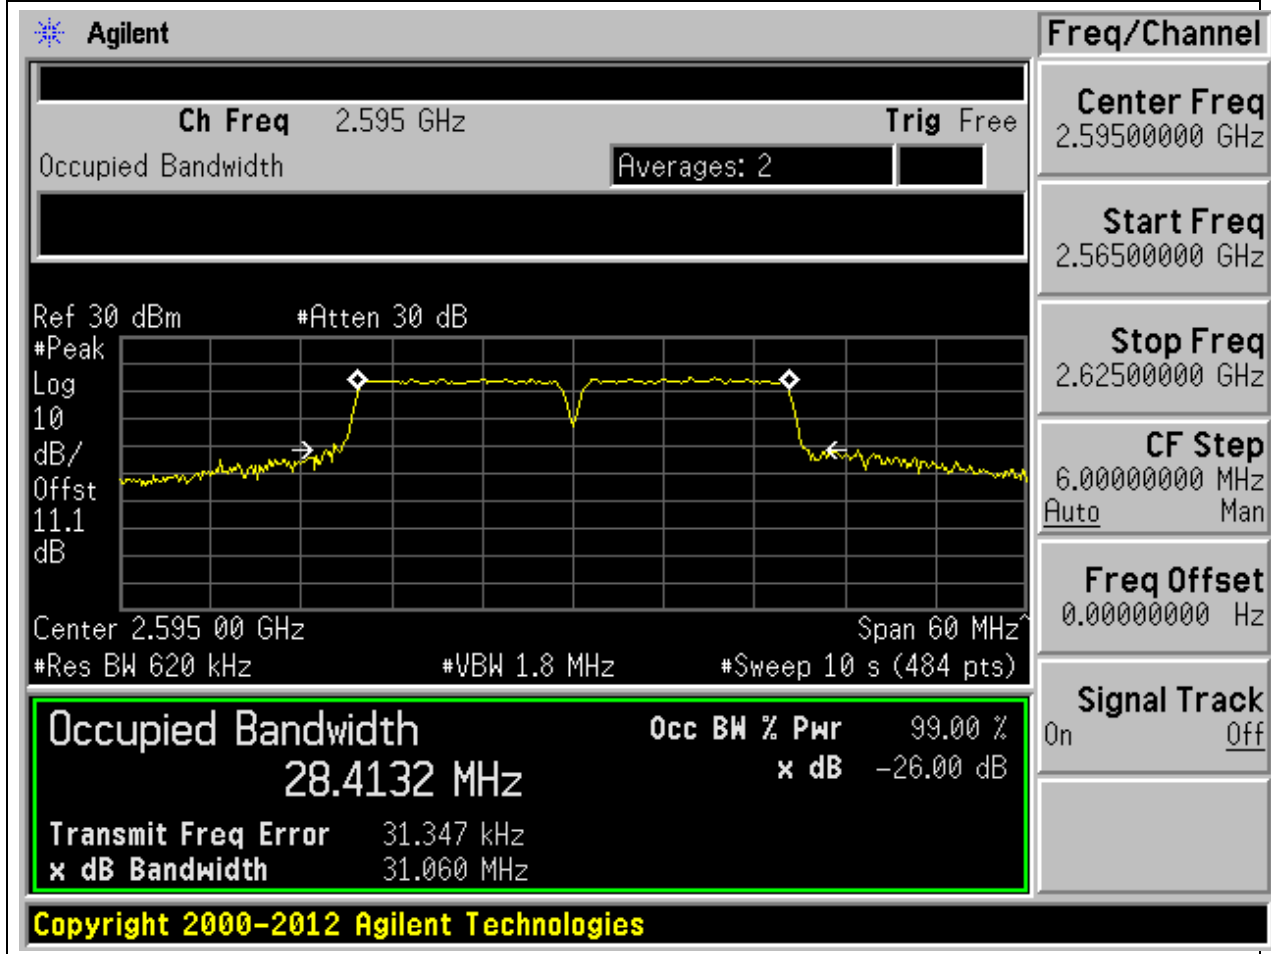 Agilent
Freq/Channel
Ch Freq 2.595 GHz Trig Free
Occupied Bandwidth Averages: 2
Ref 30 dBm #Atten 30 dB
#Peak
Log
10
dB/
Offst
11.1
dB
Center 2.595 00 GHz Span 60 MHz^
#Res BW 620 kHz #VBW 1.8 MHz #Sweep 10 s (484 pts)
Occupied Bandwidth Occ BW % Pwr 99.00 %
28.4132 MHz x dB -26.00 dB
Transmit Freq Error 31.347 kHz
x dB Bandwidth 31.060 MHz
Center Freq
2.59500000 GHz
Start Freq
2.56500000 GHz
Stop Freq
2.62500000 GHz
CF Step
6.00000000 MHz
Auto Man
Freq Offset
0.00000000 Hz
Signal Track
On Off
Copyright 2000-2012 Agilent Technologies